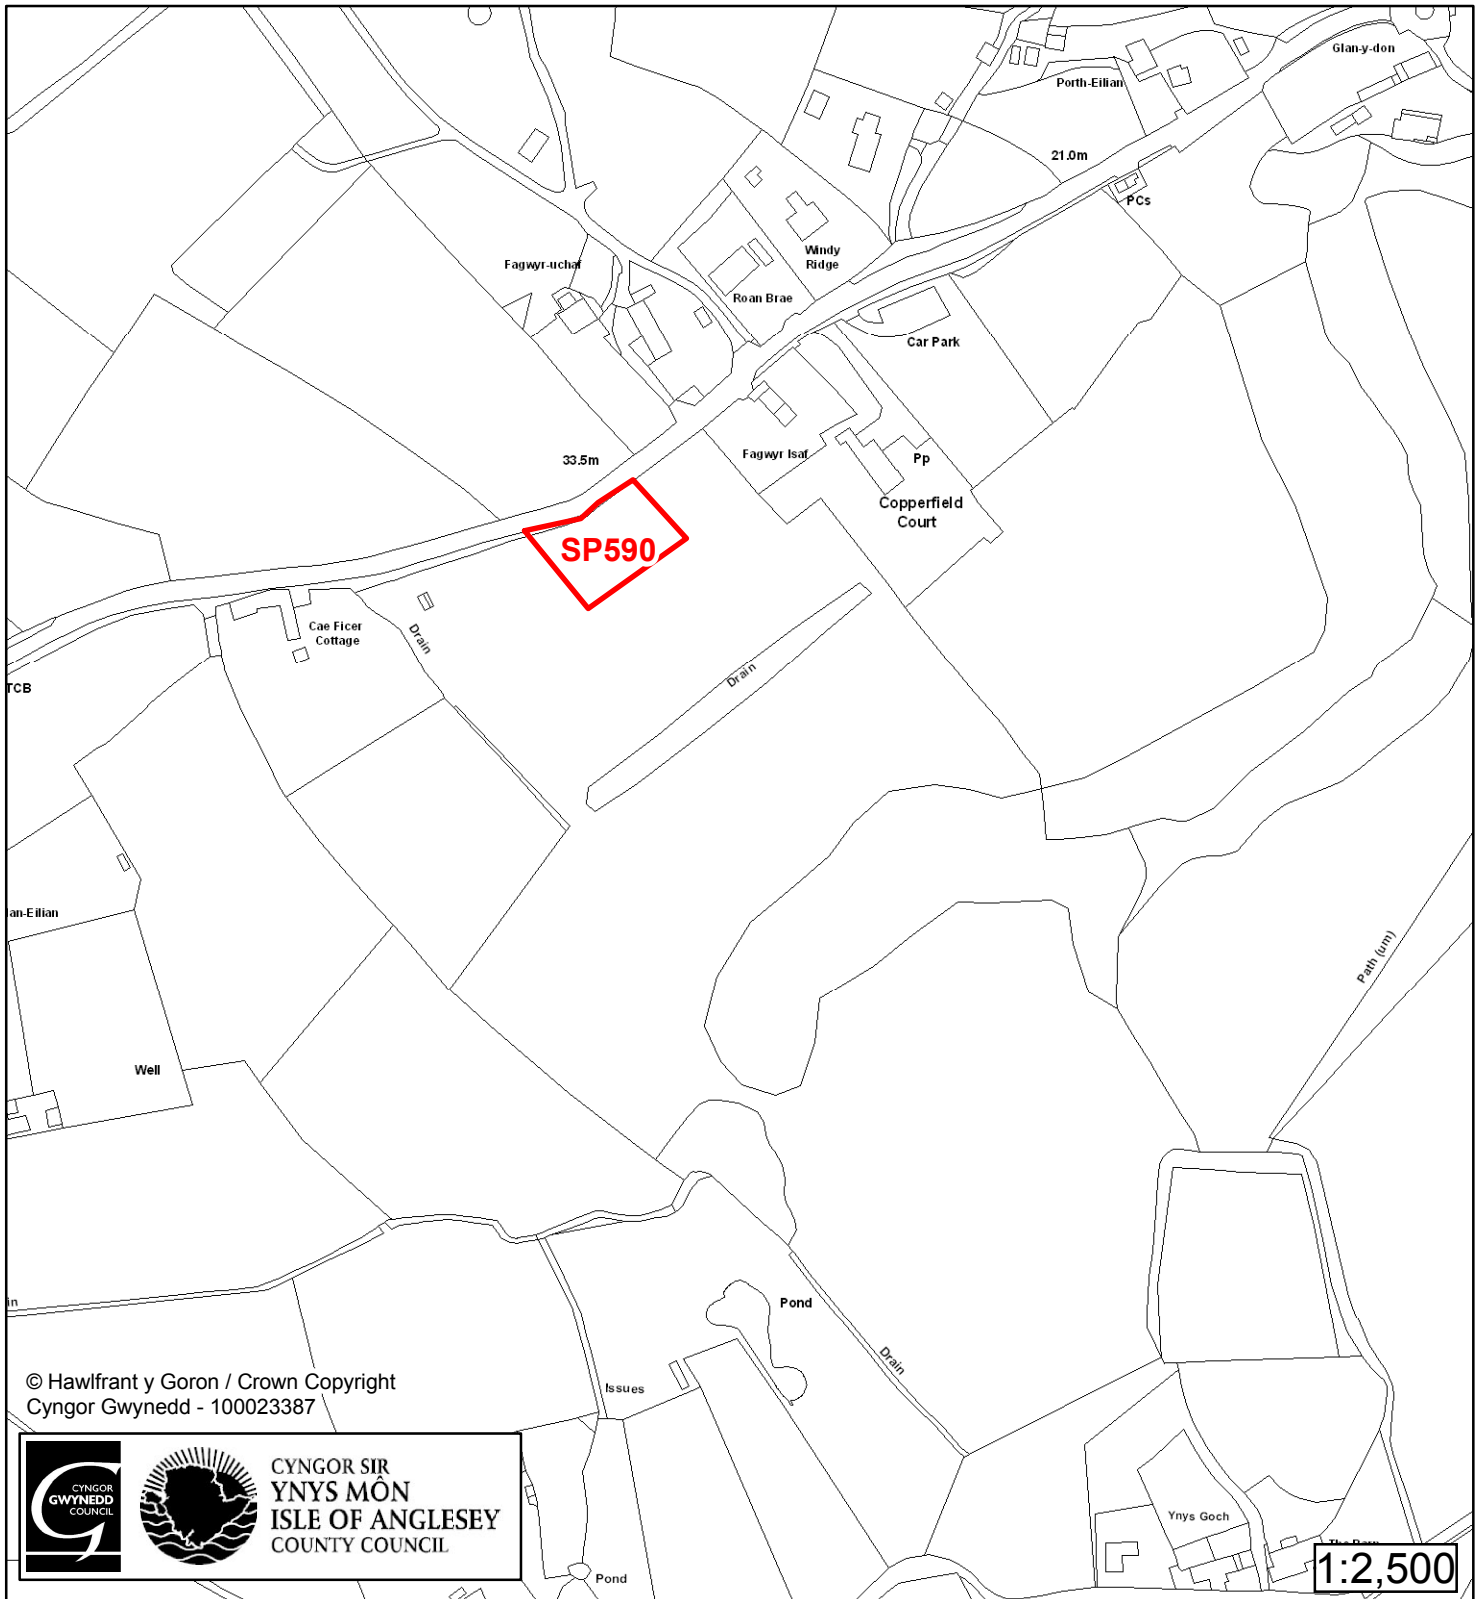 Glan-y-don
Porth-Eilian
21.0m
PCs
Windy
Ridge
Fagwyr-uchaf
Roan Brae
Car Park
Fagwyr Isaf
Pp
33.5m
Copperfield
Court
SP590
Cae Ficer
Cottage
Drain
Drain
TCB
an-Eilian
Path (um)
Well
in
Pond
Drain
Issues
© Hawlfrant y Goron / Crown Copyright
Cyngor Gwynedd - 100023387
CYNGOR
GWYNEDD
COUNCIL
CYNGOR SIR
YNYS MÔN
ISLE OF ANGLESEY
COUNTY COUNCIL
Ynys Goch
Pond
1:2,500